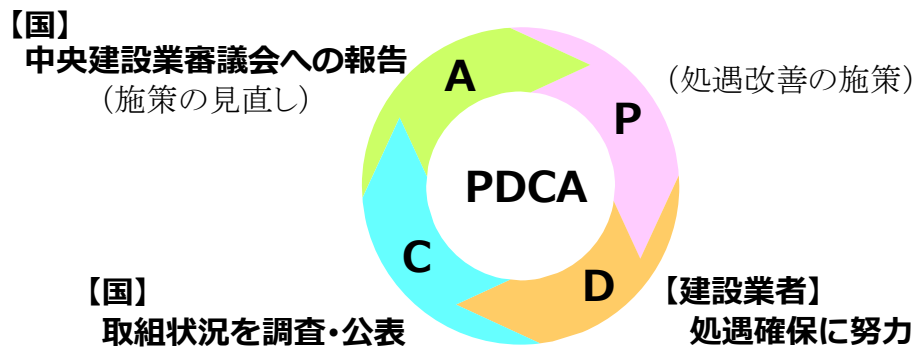 【国】
中央建設業審議会への報告
（施策の見直し）
A
P
（処遇改善の施策）
PDCA
C
D
【国】
取組状況を調査・公表
【建設業者】
処遇確保に努力